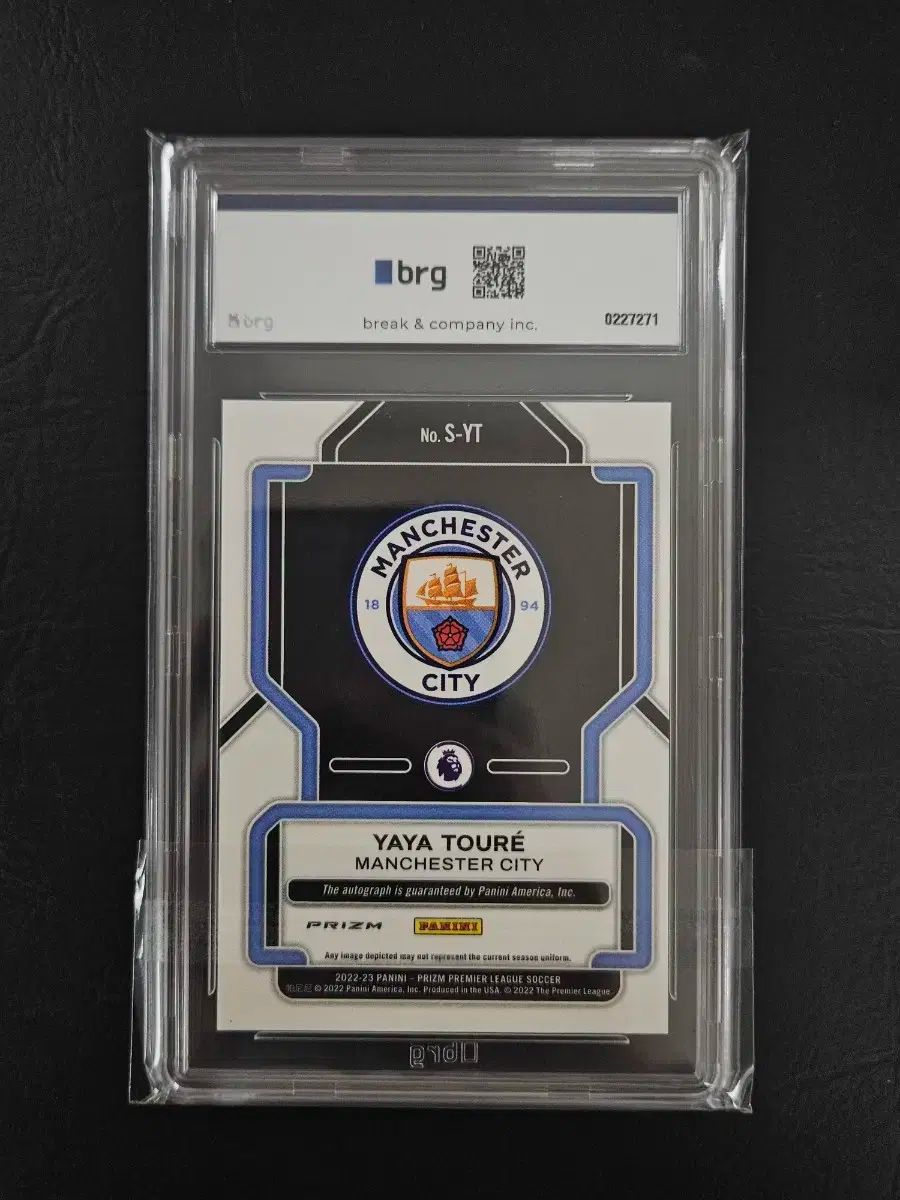 brg
brg
break & company inc.
0227271
No. S-YT
MANCHESTER
18 94
CITY
YAYA TOURÉ
MANCHESTER CITY
The autograph is guaranteed by Panini America, Inc.
PRIZM PANINI
Any image depicted may not represent the current season uniform.
2022-23 PANINI - PRIZM PREMIER LEAGUE SOCCER
© 2022 Panini America, Inc. Produced in the USA. © 2022 The Premier League
brg